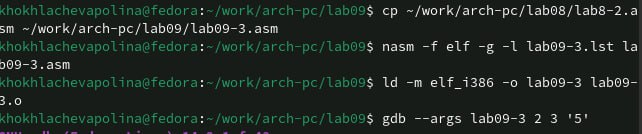 khokhlachevapolina@fedora:~/work/arch-pc/lab09$ cp ~/work/arch-pc/lab08/lab8-2.a
sm ~/work/arch-pc/lab09/lab09-3.asm
khokhlachevapolina@fedora:~/work/arch-pc/lab09$ nasm -f elf -g -l lab09-3.lst la
b09-3.asm
khokhlachevapolina@fedora:~/work/arch-pc/lab09$ ld -m elf_i386 -o lab09-3 lab09-
3.o
khokhlachevapolina@fedora:~/work/arch-pc/lab09$ gdb --args lab09-3 2 3 '5'